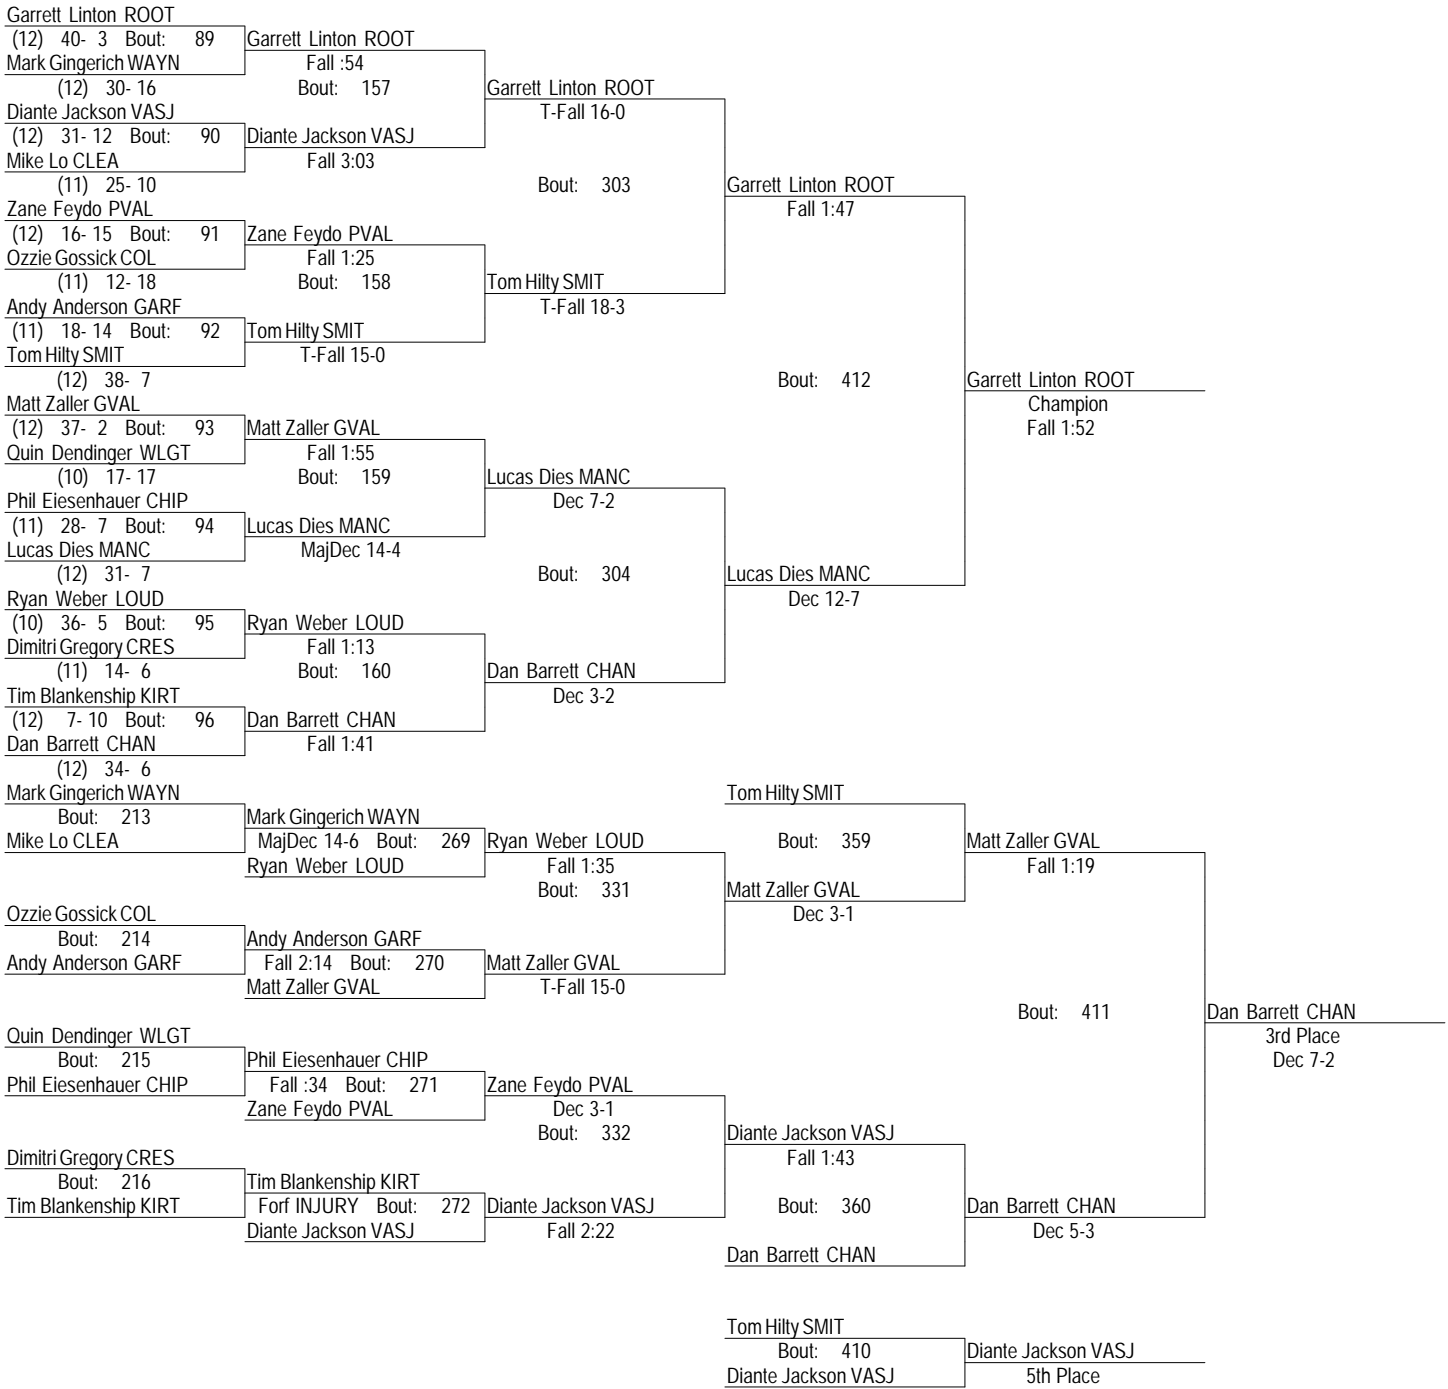 Garrett Linton ROOT
(12) 40- 3 Bout: 89 Garrett Linton ROOT
Mark Gingerich WAYN Fall :54
(12) 30- 16 Bout: 157 Garrett Linton ROOT
Diante Jackson VASJ T-Fall 16-0
(12) 31- 12 Bout: 90 Diante Jackson VASJ
Mike Lo CLEA Fall 3:03
(11) 25- 10 Bout: 303 Garrett Linton ROOT
Zane Feydo PVAL Fall 1:47
(12) 16- 15 Bout: 91 Zane Feydo PVAL
Ozzie Gossick COL Fall 1:25
(11) 12- 18 Bout: 158 Tom Hilty SMIT
Andy Anderson GARF T-Fall 18-3
(11) 18- 14 Bout: 92 Tom Hilty SMIT
Tom Hilty SMIT T-Fall 15-0
(12) 38- 7 Bout: 412 Garrett Linton ROOT
Matt Zaller GVAL Champion
(12) 37- 2 Bout: 93 Matt Zaller GVAL Fall 1:52
Quin Dendinger WLGT Fall 1:55
(10) 17- 17 Bout: 159 Lucas Dies MANC
Phil Eiesenhauer CHIP Dec 7-2
(11) 28- 7 Bout: 94 Lucas Dies MANC
Lucas Dies MANC MajDec 14-4
(12) 31- 7 Bout: 304 Lucas Dies MANC
Ryan Weber LOUD Dec 12-7
(10) 36- 5 Bout: 95 Ryan Weber LOUD
Dimitri Gregory CRES Fall 1:13
(11) 14- 6 Bout: 160 Dan Barrett CHAN
Tim Blankenship KIRT Dec 3-2
(12) 7- 10 Bout: 96 Dan Barrett CHAN
Dan Barrett CHAN Fall 1:41
(12) 34- 6
Mark Gingerich WAYN Tom Hilty SMIT
Bout: 213 Mark Gingerich WAYN
Mike Lo CLEA MajDec 14-6 Bout: 269 Ryan Weber LOUD Bout: 359 Matt Zaller GVAL
Ryan Weber LOUD Fall 1:35 Fall 1:19
Bout: 331 Matt Zaller GVAL
Ozzie Gossick COL Dec 3-1
Bout: 214 Andy Anderson GARF
Andy Anderson GARF Fall 2:14 Bout: 270 Matt Zaller GVAL
Matt Zaller GVAL T-Fall 15-0
Bout: 411 Dan Barrett CHAN
Quin Dendinger WLGT 3rd Place
Bout: 215 Phil Eiesenhauer CHIP Dec 7-2
Phil Eiesenhauer CHIP Fall :34 Bout: 271 Zane Feydo PVAL
Zane Feydo PVAL Dec 3-1
Bout: 332 Diante Jackson VASJ
Dimitri Gregory CRES Fall 1:43
Bout: 216 Tim Blankenship KIRT
Tim Blankenship KIRT Forf INJURY Bout: 272 Diante Jackson VASJ Bout: 360 Dan Barrett CHAN
Diante Jackson VASJ Fall 2:22 Dec 5-3
Dan Barrett CHAN
Tom Hilty SMIT
Bout: 410 Diante Jackson VASJ
Diante Jackson VASJ 5th Place